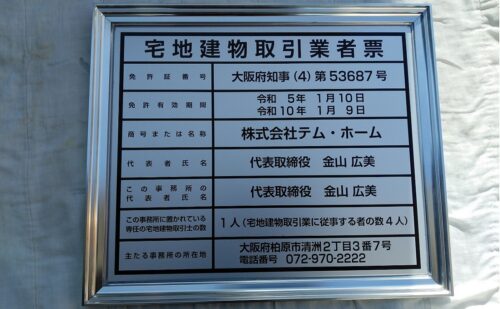 宅地建物取引業者票
免許証番号 大阪府知事(4)第53687号
免許有効期間 令和 5年 1月10日
令和10年 1月 9日
商号または名称 株式会社テム・ホーム
代表者氏名 代表取締役 金山広美
この事務所の
代表者氏名 代表取締役 金山広美
この事務所に置かれている
専任の宅地建物取引士の数 1人(宅地建物取引業に従事する者の数4人)
主たる事務所の所在地 大阪府柏原市清洲2丁目3番7号
電話番号 072-970-2222